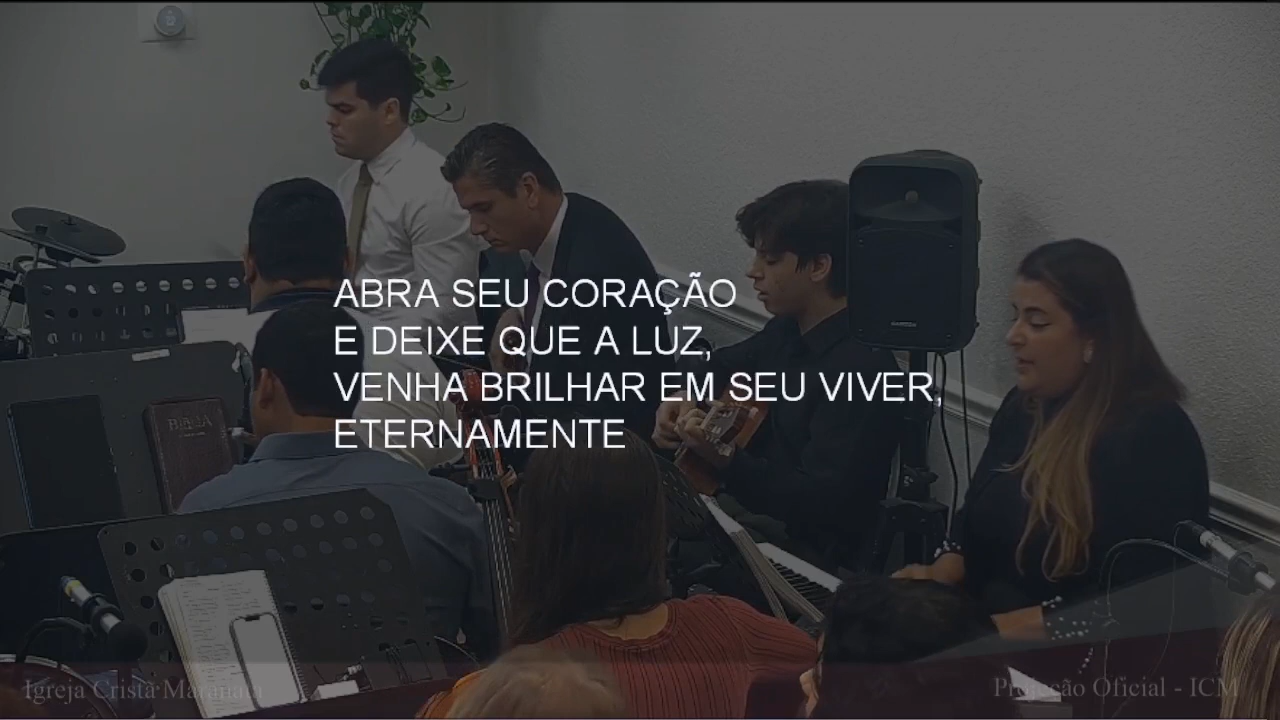 ABRA SEU CORAÇÃO
E DEIXE QUE A LUZ,
VENHA BRILHAR EM SEU VIVER,
ETERNAMENTE
BÍBLIA
Igreja Cristã Maranata
Projeção Oficial - ICM